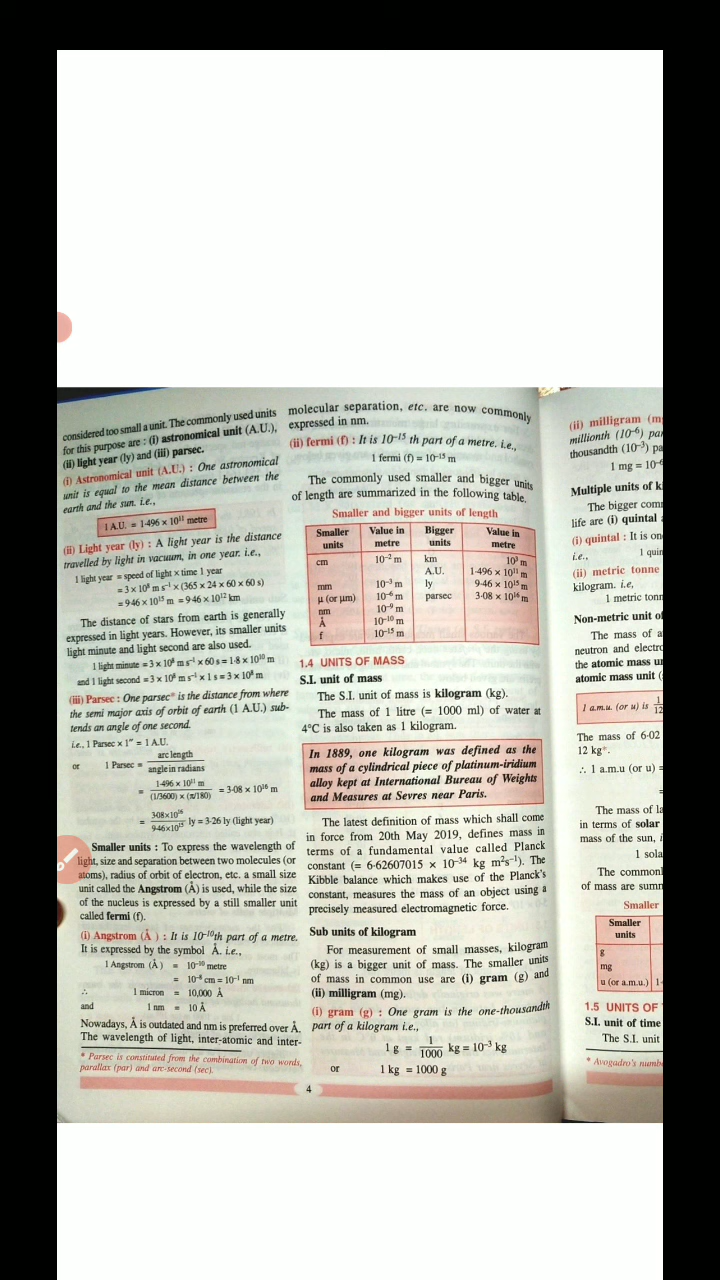 considered too small a unit. The commonly used units
for this purpose are : (i) astronomical unit (A.U.),
(ii) light year (ly) and (iii) parsec.
(i) Astronomical unit (A.U.) : One astronomical
unit is equal to the mean distance between the
earth and the sun. i.e.,
1 A.U. = 1·496 × 10¹¹ metre
(ii) Light year (ly) : A light year is the distance
travelled by light in vacuum, in one year. i.e.,
1 light year = speed of light × time 1 year
= 3 × 10⁸ m s⁻¹ × (365 × 24 × 60 × 60 s)
= 9·46 × 10¹⁵ m = 9·46 × 10¹² km
The distance of stars from earth is generally
expressed in light years. However, its smaller units
light minute and light second are also used.
1 light minute = 3 × 10⁸ m s⁻¹ × 60 s = 1·8 × 10¹⁰ m
and 1 light second = 3 × 10⁸ m s⁻¹ × 1 s = 3 × 10⁸ m
(iii) Parsec : One parsec* is the distance from where
the semi major axis of orbit of earth (1 A.U.) sub-
tends an angle of one second.
i.e., 1 Parsec × 1″ = 1 A.U.
or 1 Parsec = arc length / angle in radians
= 1·496 × 10¹¹ m / (1/3600) × (π/180) = 3·08 × 10¹⁶ m
= 3·08×10¹⁶ / 9·46×10¹⁵ ly = 3·26 ly (light year)
Smaller units : To express the wavelength of
light, size and separation between two molecules (or
atoms), radius of orbit of electron, etc. a small size
unit called the Angstrom (Å) is used, while the size
of the nucleus is expressed by a still smaller unit
called fermi (f).
(i) Angstrom (Å ) : It is 10⁻¹⁰th part of a metre.
It is expressed by the symbol Å. i.e.,
1 Angstrom (Å ) = 10⁻¹⁰ metre
= 10⁻⁸ cm = 10⁻¹ nm
∴ 1 micron = 10,000 Å
and 1 nm = 10 Å
Nowadays, Å is outdated and nm is preferred over Å.
The wavelength of light, inter-atomic and inter-
* Parsec is constituted from the combination of two words,
parallax (par) and arc-second (sec).
molecular separation, etc. are now commonly
expressed in nm.
(ii) fermi (f) : It is 10⁻¹⁵ th part of a metre. i.e.,
1 fermi (f) = 10⁻¹⁵ m
The commonly used smaller and bigger units
of length are summarized in the following table.
Smaller and bigger units of length
Smaller units Value in metre Bigger units Value in metre
cm 10⁻² m km 10³ m
A.U. 1·496 × 10¹¹ m
mm 10⁻³ m ly 9·46 × 10¹⁵ m
μ (or μm) 10⁻⁶ m parsec 3·08 × 10¹⁶ m
nm 10⁻⁹ m
Å 10⁻¹⁰ m
f 10⁻¹⁵ m
1.4 UNITS OF MASS
S.I. unit of mass
The S.I. unit of mass is kilogram (kg).
The mass of 1 litre (= 1000 ml) of water at
4°C is also taken as 1 kilogram.
In 1889, one kilogram was defined as the
mass of a cylindrical piece of platinum-iridium
alloy kept at International Bureau of Weights
and Measures at Sevres near Paris.
The latest definition of mass which shall come
in force from 20th May 2019, defines mass in
terms of a fundamental value called Planck
constant (= 6·62607015 × 10⁻³⁴ kg m²s⁻¹). The
Kibble balance which makes use of the Planck's
constant, measures the mass of an object using a
precisely measured electromagnetic force.
Sub units of kilogram
For measurement of small masses, kilogram
(kg) is a bigger unit of mass. The smaller units
of mass in common use are (i) gram (g) and
(ii) milligram (mg).
(i) gram (g) : One gram is the one-thousandth
part of a kilogram i.e.,
1 g = 1/1000 kg = 10⁻³ kg
or 1 kg = 1000 g
4
(ii) milligram (m
millionth (10⁻⁶) pa
thousandth (10⁻³) pa
1 mg = 10⁻⁶
Multiple units of k
The bigger com
life are (i) quintal
(i) quintal : It is on
i.e., 1 quin
(ii) metric tonne
kilogram. i.e,
1 metric tonn
Non-metric unit of
The mass of a
neutron and electr
the atomic mass u
atomic mass unit (
1 a.m.u. (or u) is 1/12
The mass of 6·02
12 kg*.
∴ 1 a.m.u (or u) =
=
The mass of la
in terms of solar
mass of the sun, i
1 sola
The common
of mass are summ
Smaller
Smaller units
g
mg
u (or a.m.u.) 1·
1.5 UNITS OF
S.I. unit of time
The S.I. unit
* Avogadro's numb